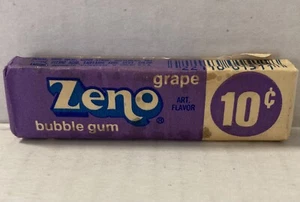 grape
Zeno
ART.
FLAVOR
®
bubble gum
10¢